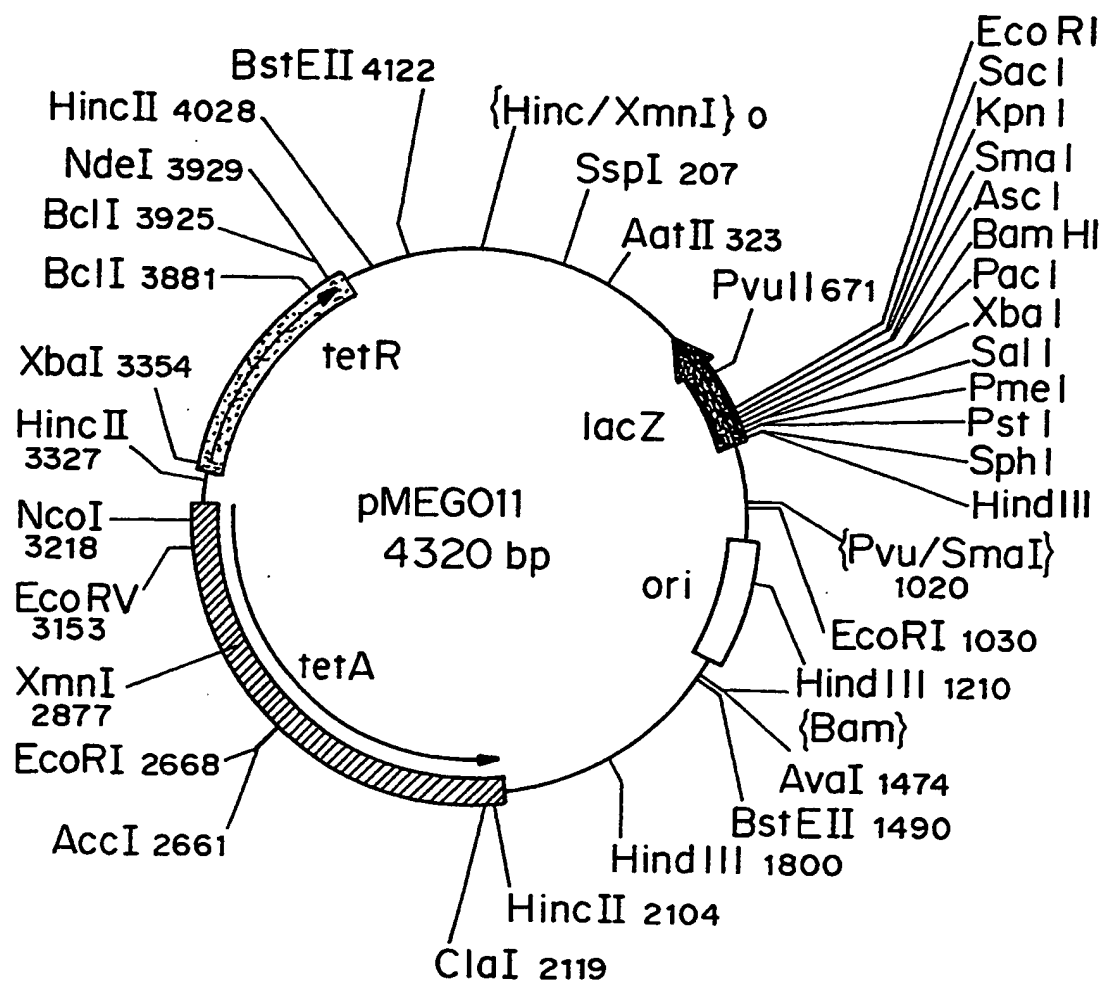 BstEII 4122
HincII 4028
NdeI 3929
BclI 3925
BclI 3881
XbaI 3354
HincII
3327
NcoI
3218
EcoRV
3153
XmnI
2877
EcoRI 2668
AccI 2661
{Hinc/XmnI} 0
SspI 207
AatII 323
PvuII 671
EcoRI
SacI
KpnI
SmaI
AscI
BamHI
PacI
XbaI
SalI
PmeI
PstI
SphI
HindIII
{Pvu/SmaI}
1020
EcoRI 1030
HindIII 1210
{Bam}
AvaI 1474
BstEII 1490
HindIII 1800
HincII 2104
ClaI 2119
tetR
lacZ
pMEG011
4320 bp
ori
tetA